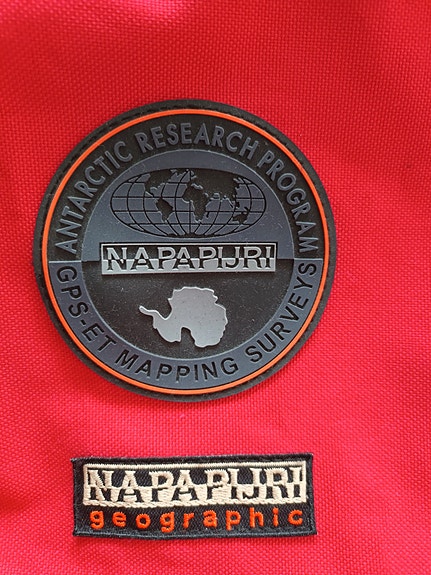 ANTARCTIC RESEARCH PROGRAM
NAPAPIJRI
GPS-ET MAPPING SURVEYS
NAPAPIJRI
geographic